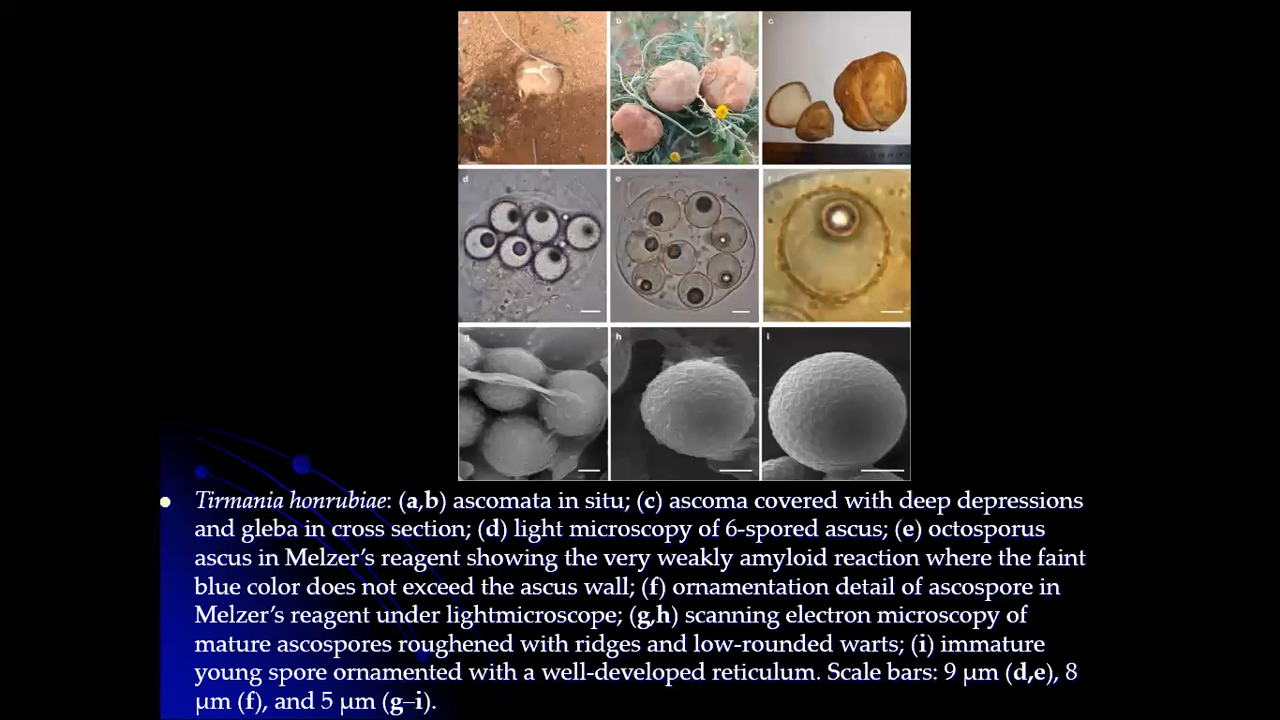 a
b
c
d
e
f
g
h
i
Tirmania honrubiae: (a,b) ascomata in situ; (c) ascoma covered with deep depressions
and gleba in cross section; (d) light microscopy of 6-spored ascus; (e) octosporus
ascus in Melzer’s reagent showing the very weakly amyloid reaction where the faint
blue color does not exceed the ascus wall; (f) ornamentation detail of ascospore in
Melzer’s reagent under lightmicroscope; (g,h) scanning electron microscopy of
mature ascospores roughened with ridges and low-rounded warts; (i) immature
young spore ornamented with a well-developed reticulum. Scale bars: 9 µm (d,e), 8
µm (f), and 5 µm (g–i).